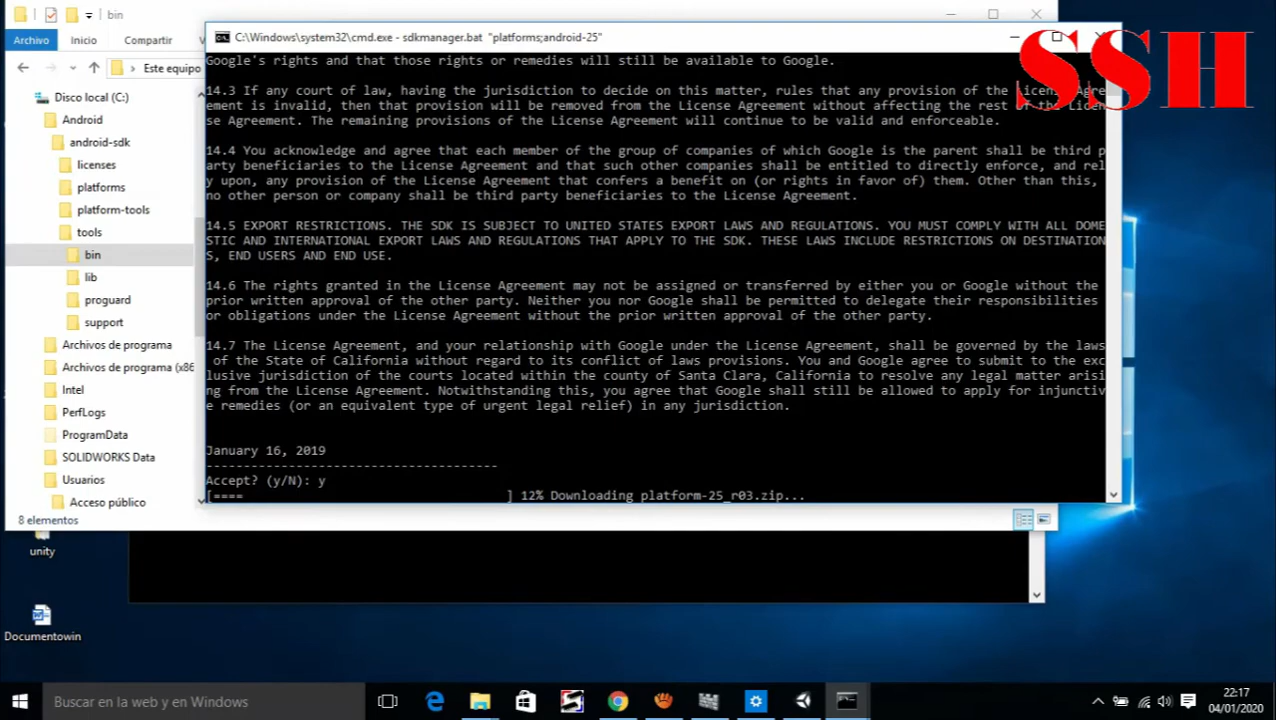 bin
C:\Windows\system32\cmd.exe - sdkmanager.bat "platforms;android-25"
SSH
Archivo
Inicio
Compartir
Este equipo
Disco local (C:)
Android
android-sdk
licenses
platforms
platform-tools
tools
bin
lib
proguard
support
Archivos de programa
Archivos de programa (x86
Intel
PerfLogs
ProgramData
SOLIDWORKS Data
Usuarios
Acceso público
8 elementos
Google's rights and that those rights or remedies will still be available to Google.
14.3 If any court of law, having the jurisdiction to decide on this matter, rules that any provision of the License Agre
ement is invalid, then that provision will be removed from the License Agreement without affecting the rest of the Licen
se Agreement. The remaining provisions of the License Agreement will continue to be valid and enforceable.
14.4 You acknowledge and agree that each member of the group of companies of which Google is the parent shall be third p
arty beneficiaries to the License Agreement and that such other companies shall be entitled to directly enforce, and rel
y upon, any provision of the License Agreement that confers a benefit on (or rights in favor of) them. Other than this,
no other person or company shall be third party beneficiaries to the License Agreement.
14.5 EXPORT RESTRICTIONS. THE SDK IS SUBJECT TO UNITED STATES EXPORT LAWS AND REGULATIONS. YOU MUST COMPLY WITH ALL DOME
STIC AND INTERNATIONAL EXPORT LAWS AND REGULATIONS THAT APPLY TO THE SDK. THESE LAWS INCLUDE RESTRICTIONS ON DESTINATION
S, END USERS AND END USE.
14.6 The rights granted in the License Agreement may not be assigned or transferred by either you or Google without the
prior written approval of the other party. Neither you nor Google shall be permitted to delegate their responsibilities
or obligations under the License Agreement without the prior written approval of the other party.
14.7 The License Agreement, and your relationship with Google under the License Agreement, shall be governed by the laws
of the State of California without regard to its conflict of laws provisions. You and Google agree to submit to the exc
lusive jurisdiction of the courts located within the county of Santa Clara, California to resolve any legal matter arisi
ng from the License Agreement. Notwithstanding this, you agree that Google shall still be allowed to apply for injunctiv
e remedies (or an equivalent type of urgent legal relief) in any jurisdiction.
January 16, 2019
---------------------------------------
Accept? (y/N): y
[==== ] 12% Downloading platform-25_r03.zip...
unity
Documentowin
Buscar en la web y en Windows
22:17
04/01/2020